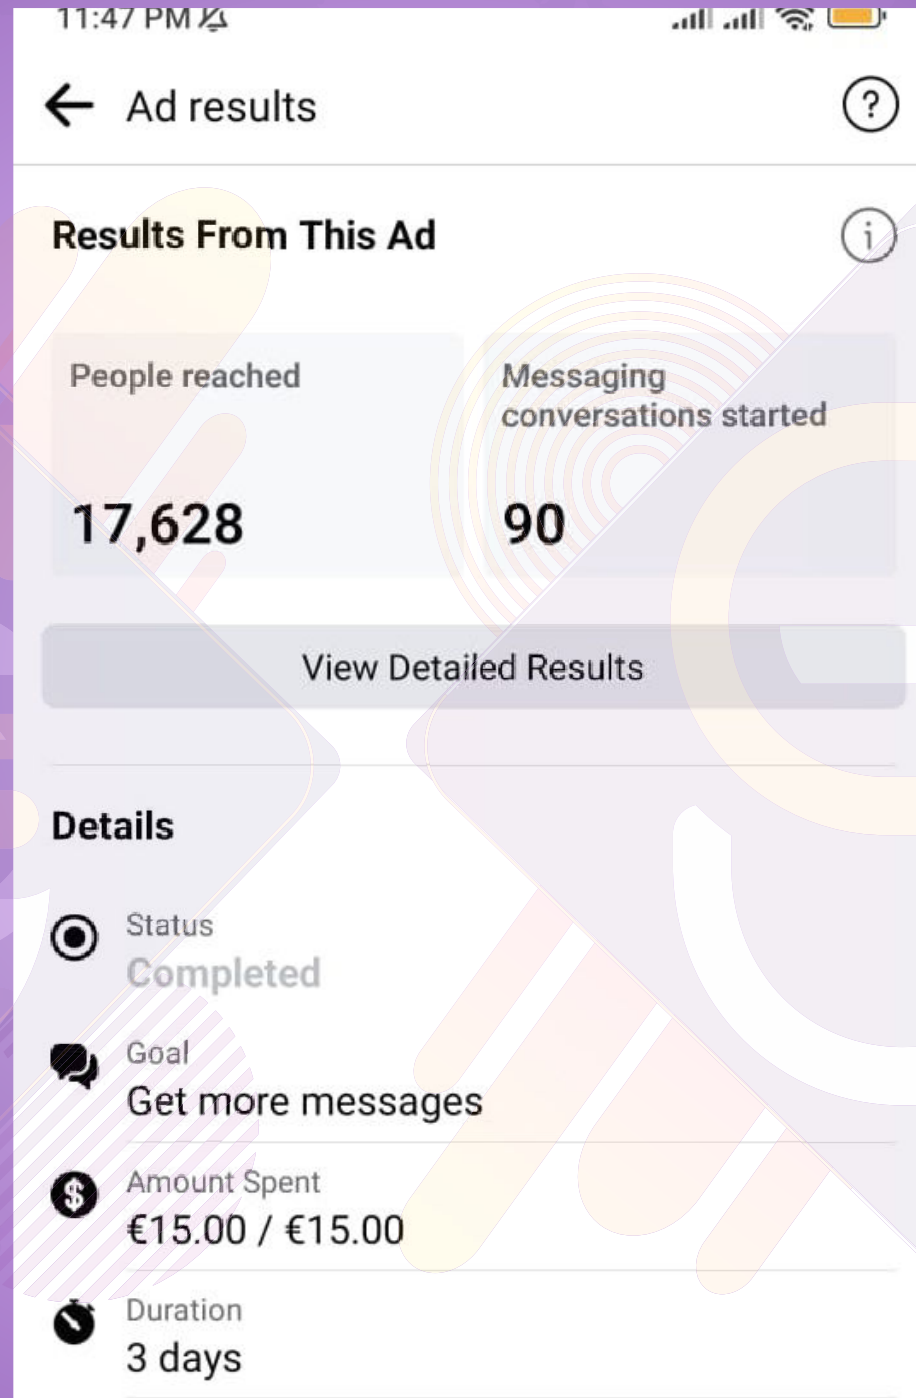 11:47 PM
Ad results
?
Results From This Ad
i
People reached
Messaging
conversations started
17,628
90
View Detailed Results
Details
Status
Completed
Goal
Get more messages
$
Amount Spent
€15.00 / €15.00
Duration
3 days